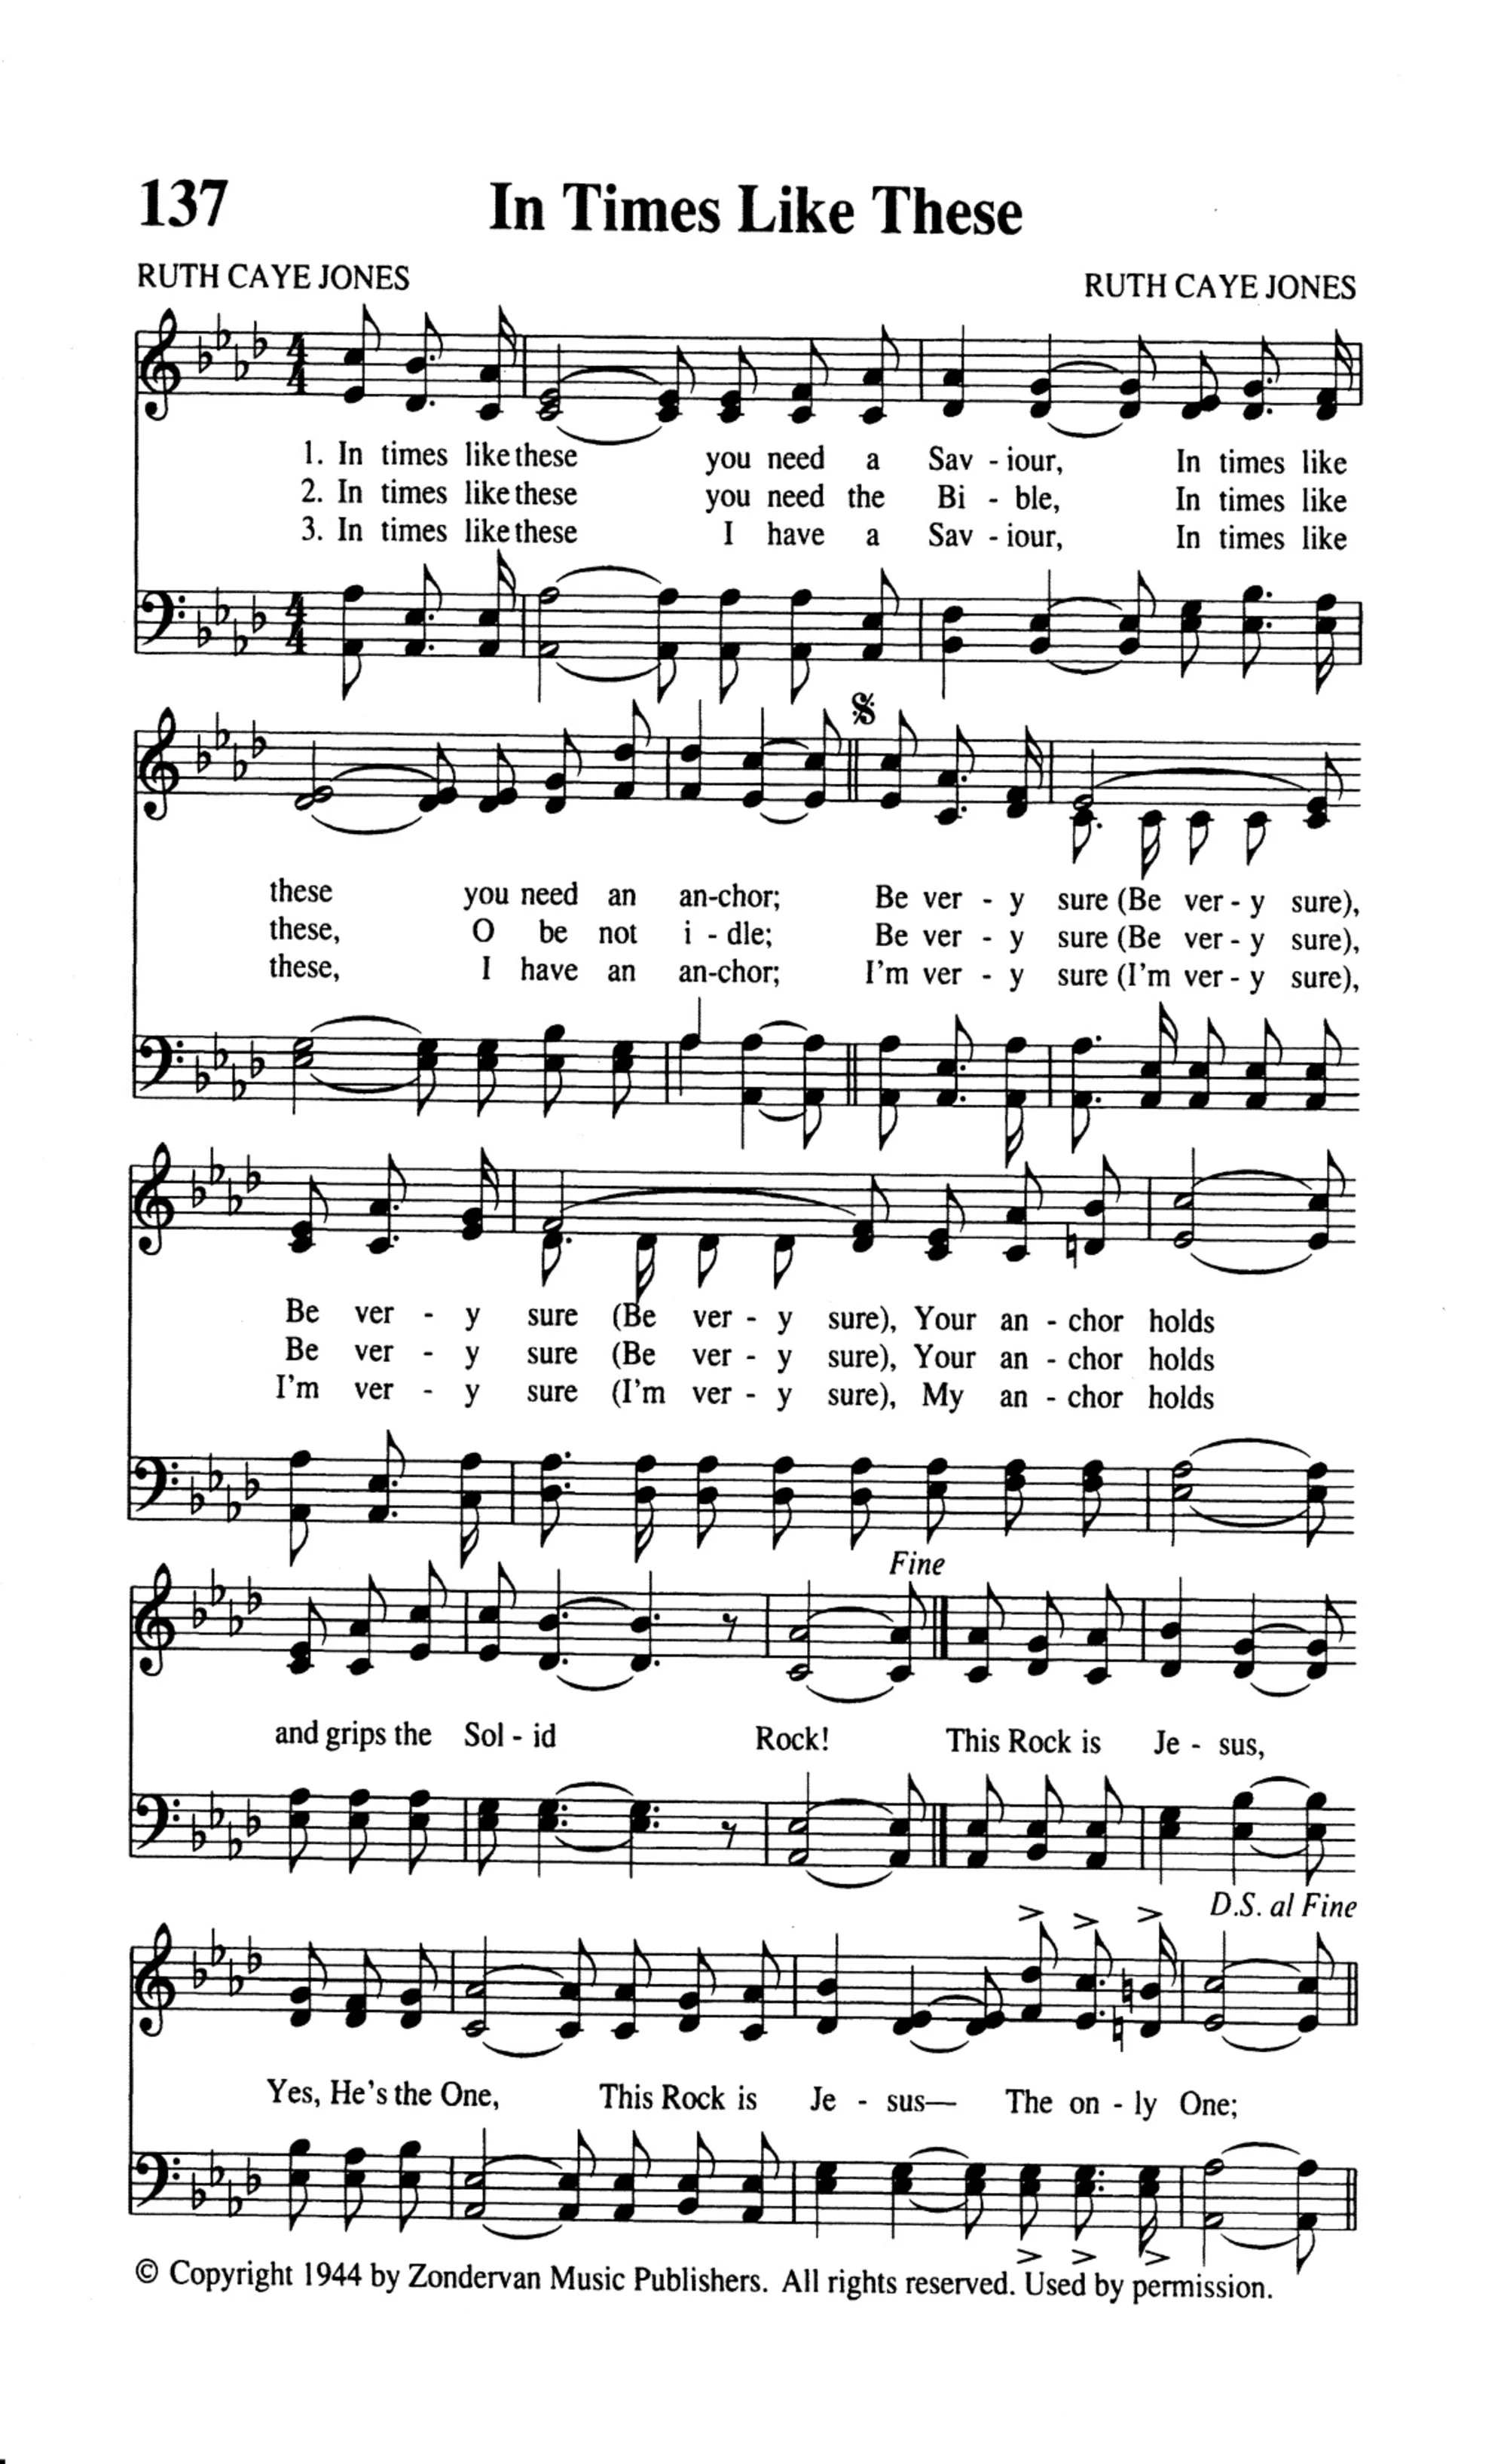 137 In Times Like These
RUTH CAYE JONES RUTH CAYE JONES
4 4
1. In times like these you need a Sav - iour, In times like
2. In times like these you need the Bi - ble, In times like
3. In times like these I have a Sav - iour, In times like
4 4
these you need an an-chor; Be ver - y sure (Be ver - y sure),
these, O be not i - dle; Be ver - y sure (Be ver - y sure),
these, I have an an-chor; I'm ver - y sure (I'm ver - y sure),
Be ver - y sure (Be ver - y sure), Your an - chor holds
Be ver - y sure (Be ver - y sure), Your an - chor holds
I'm ver - y sure (I'm ver - y sure), My an - chor holds
Fine
and grips the Sol - id Rock! This Rock is Je - sus,
D.S. al Fine
Yes, He's the One, This Rock is Je - sus— The on - ly One;
© Copyright 1944 by Zondervan Music Publishers. All rights reserved. Used by permission.